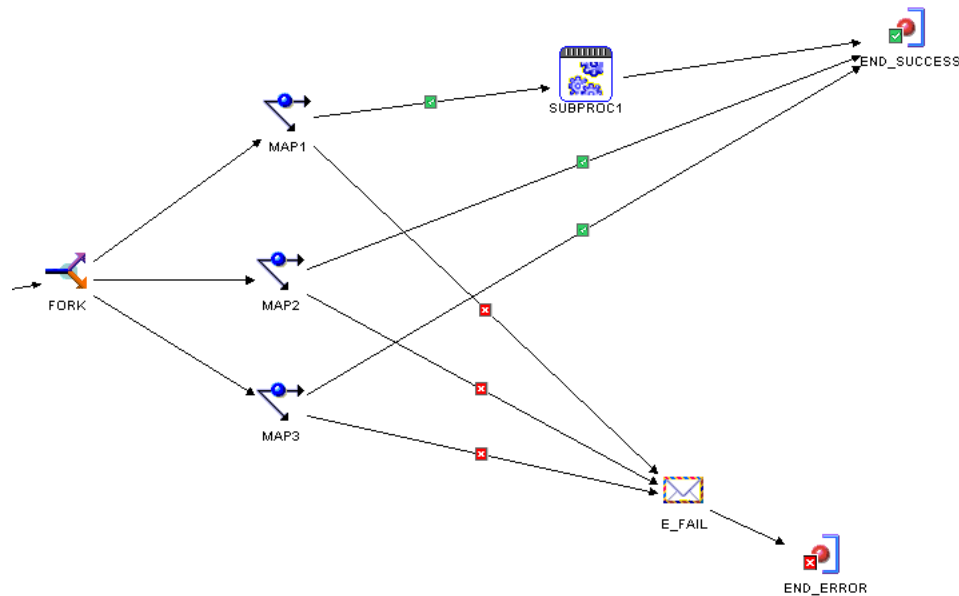 END_SUCCESS
SUBPROC1
MAP1
FORK
MAP2
MAP3
E_FAIL
END_ERROR